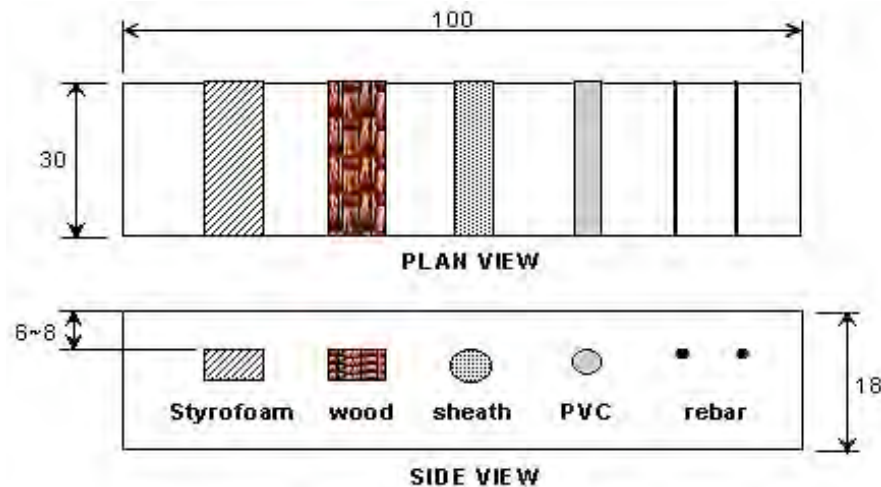 100
30
PLAN VIEW
6~8
18
Styrofoam wood sheath PVC rebar
SIDE VIEW